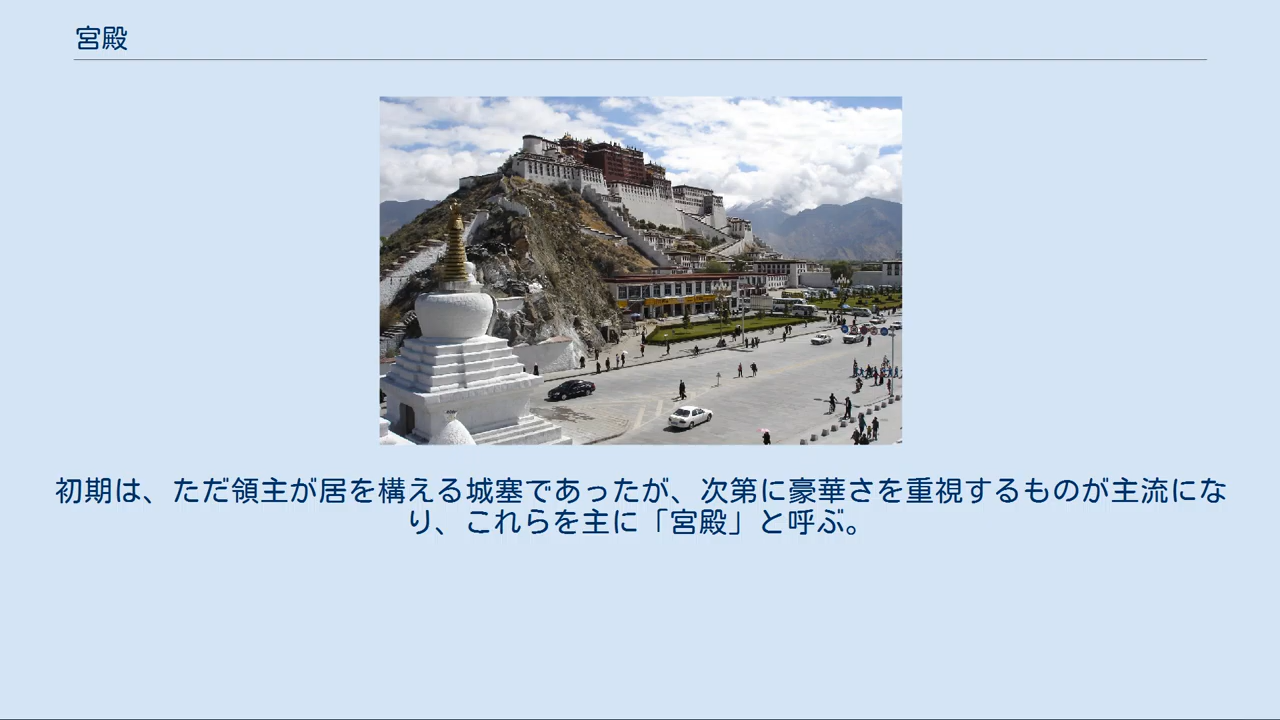 宮殿
初期は、ただ領主が居を構える城塞であったが、次第に豪華さを重視するものが主流にな
り、これらを主に「宮殿」と呼ぶ。